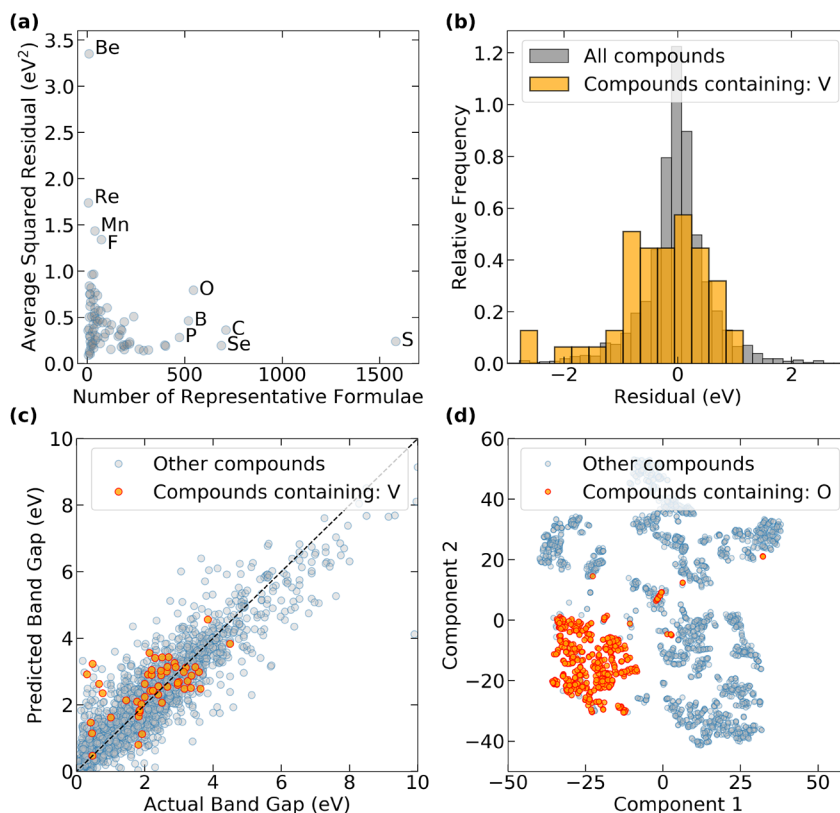 (a)
3.5
3.0
2.5
2.0
1.5
1.0
0.5
0.0
Average Squared Residual (eV²)
Be
Re
Mn
F
O
B
P
C
Se
S
0
500
1000
1500
Number of Representative Formulae
(b)
1.2
1.0
0.8
0.6
0.4
0.2
0.0
Relative Frequency
All compounds
Compounds containing: V
−2
0
2
Residual (eV)
(c)
10
8
6
4
2
0
Predicted Band Gap (eV)
Other compounds
Compounds containing: V
0
2
4
6
8
10
Actual Band Gap (eV)
(d)
60
40
20
0
−20
−40
Component 2
Other compounds
Compounds containing: O
−50
−25
0
25
50
Component 1